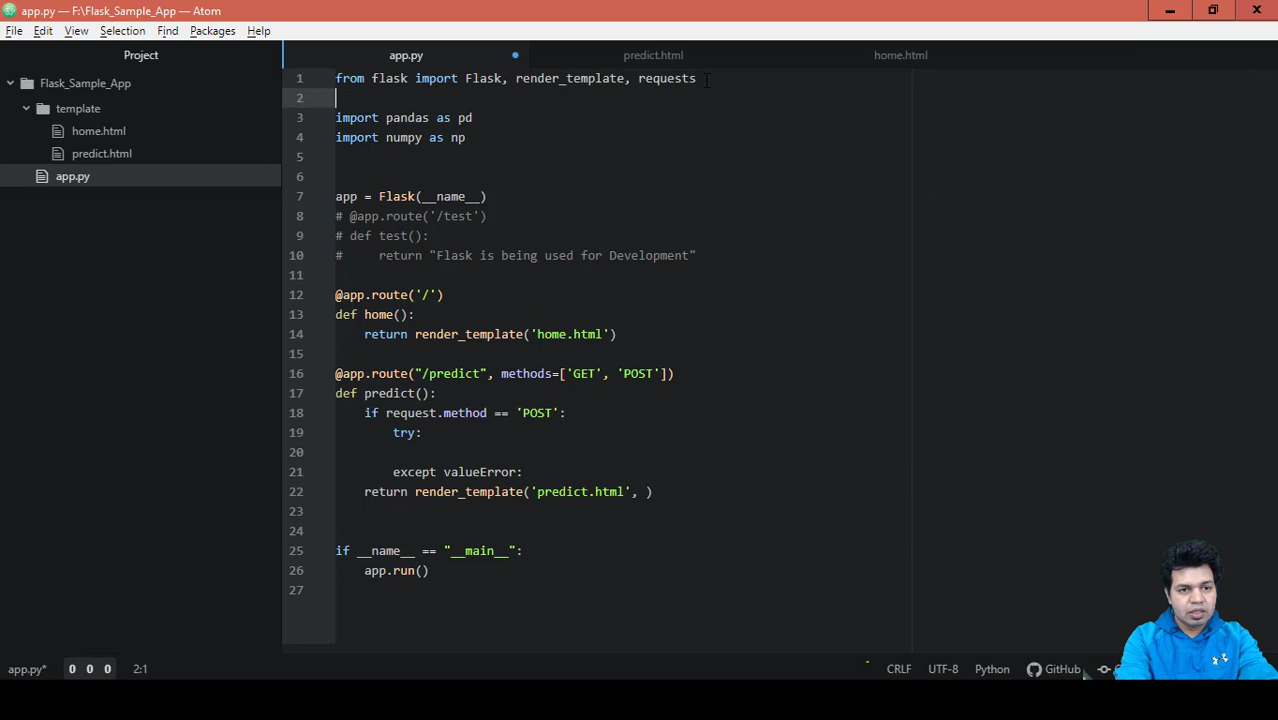 app.py — F:\Flask_Sample_App — Atom
File Edit View Selection Find Packages Help
Project
app.py predict.html home.html
Flask_Sample_App
template
home.html
predict.html
app.py
1 from flask import Flask, render_template, requests
2
3 import pandas as pd
4 import numpy as np
5
6
7 app = Flask(__name__)
8 # @app.route('/test')
9 # def test():
10 #     return "Flask is being used for Development"
11
12 @app.route('/')
13 def home():
14     return render_template('home.html')
15
16 @app.route("/predict", methods=['GET', 'POST'])
17 def predict():
18     if request.method == 'POST':
19         try:
20
21         except valueError:
22     return render_template('predict.html', )
23
24
25 if __name__ == "__main__":
26     app.run()
27
app.py* 0 0 0 2:1 CRLF UTF-8 Python GitHub